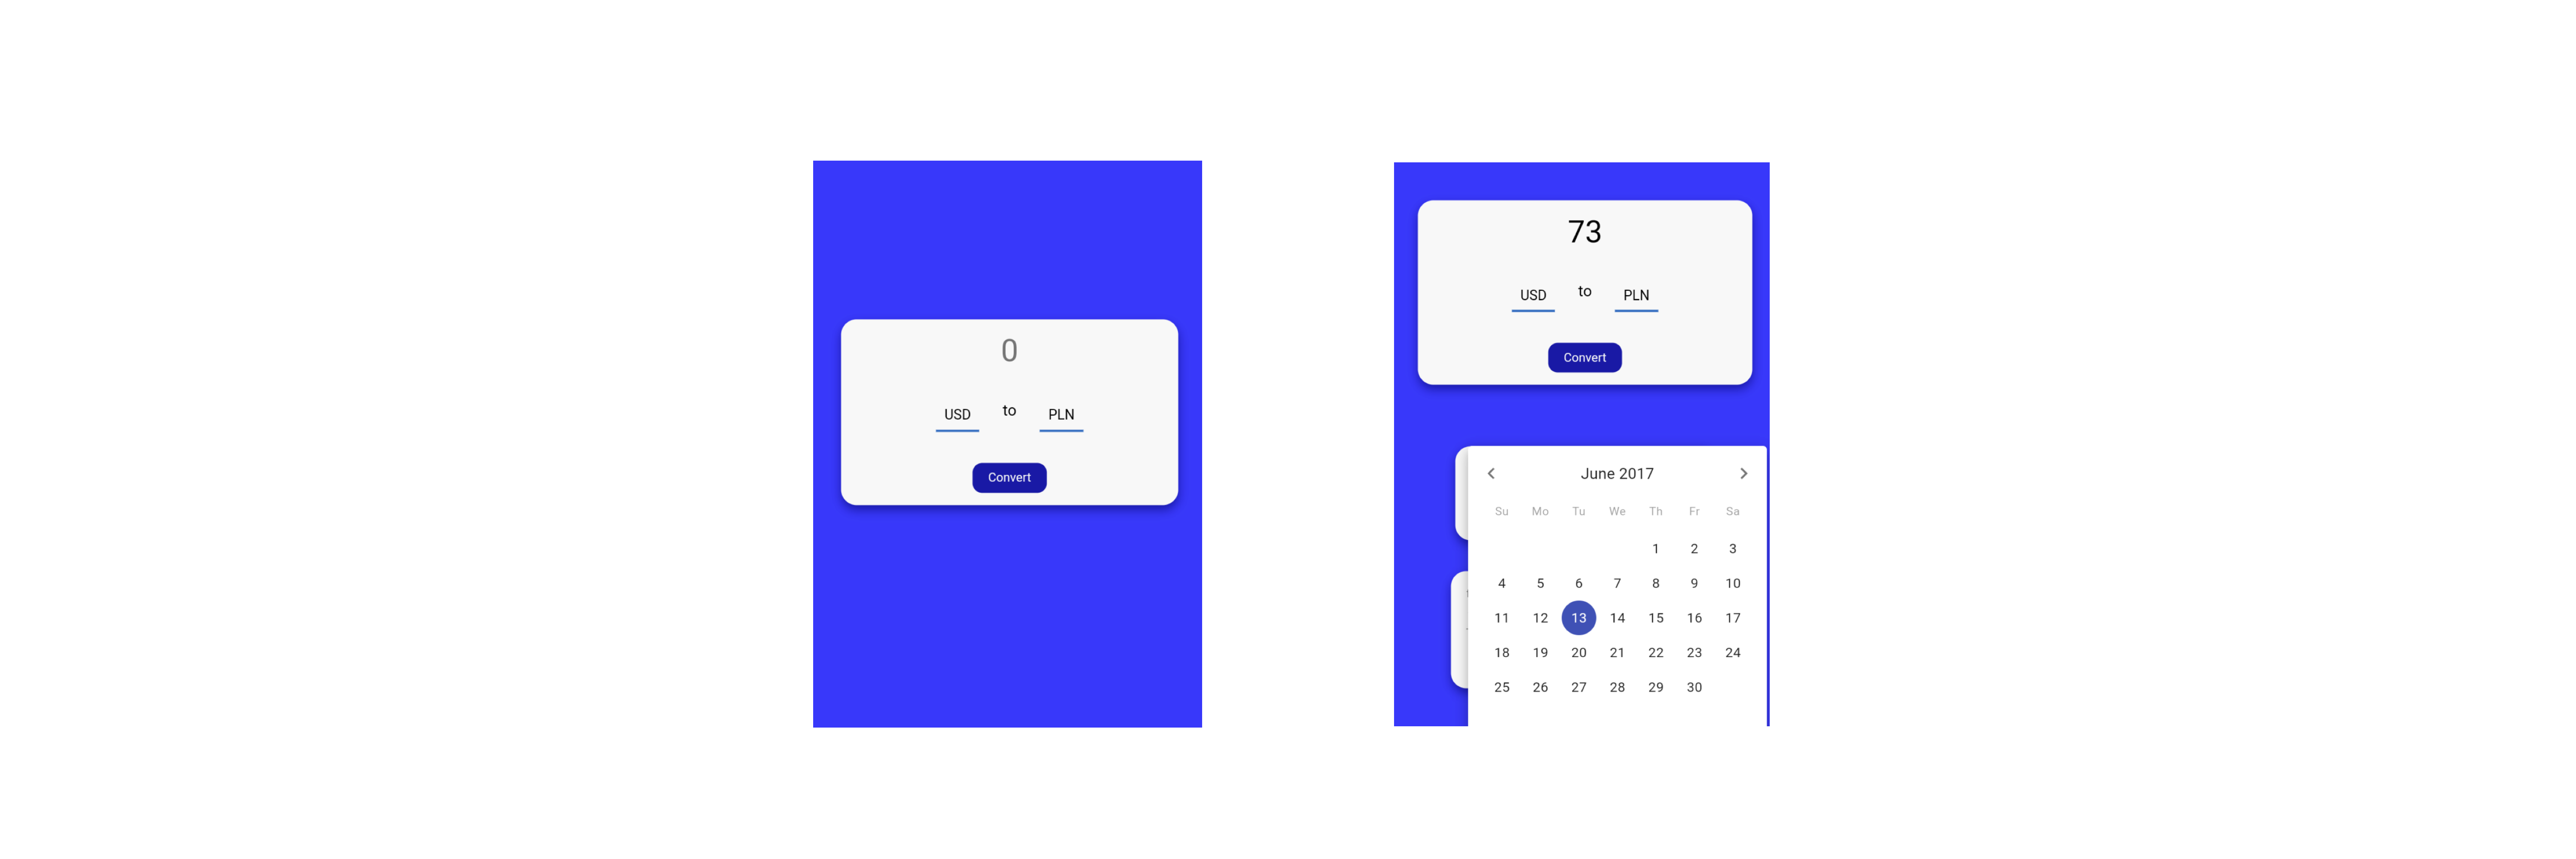 0
USD to PLN
Convert
73
USD to PLN
Convert
June 2017
Su Mo Tu We Th Fr Sa
1 2 3
4 5 6 7 8 9 10
11 12 13 14 15 16 17
18 19 20 21 22 23 24
25 26 27 28 29 30